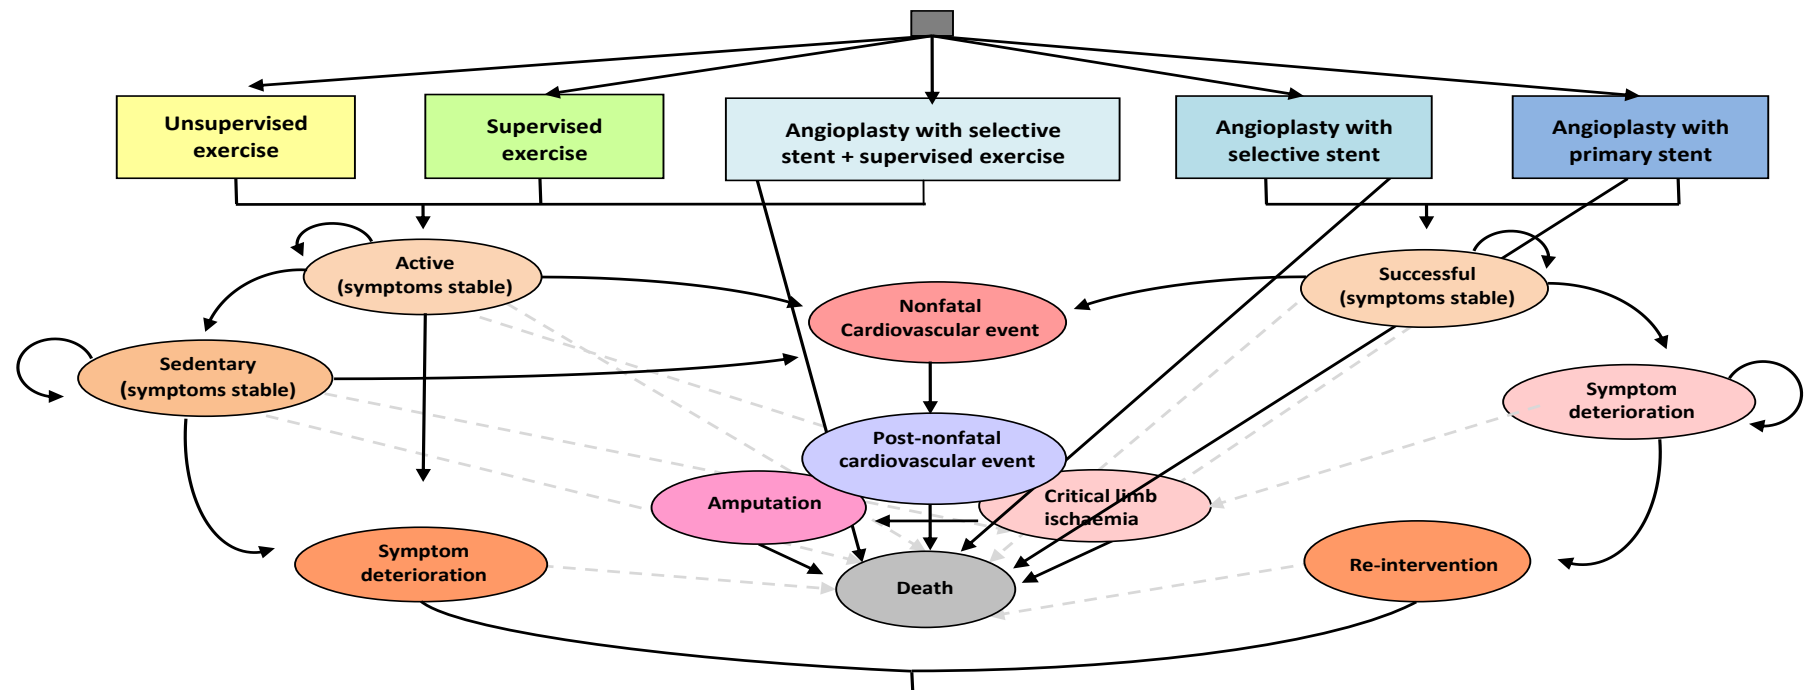 Unsupervised
exercise
Supervised
exercise
Angioplasty with selective
stent + supervised exercise
Angioplasty with
selective stent
Angioplasty with
primary stent
Active
(symptoms stable)
Successful
(symptoms stable)
Nonfatal
Cardiovascular event
Sedentary
(symptoms stable)
Symptom
deterioration
Post-nonfatal
cardiovascular event
Amputation
Critical limb
ischaemia
Symptom
deterioration
Re-intervention
Death